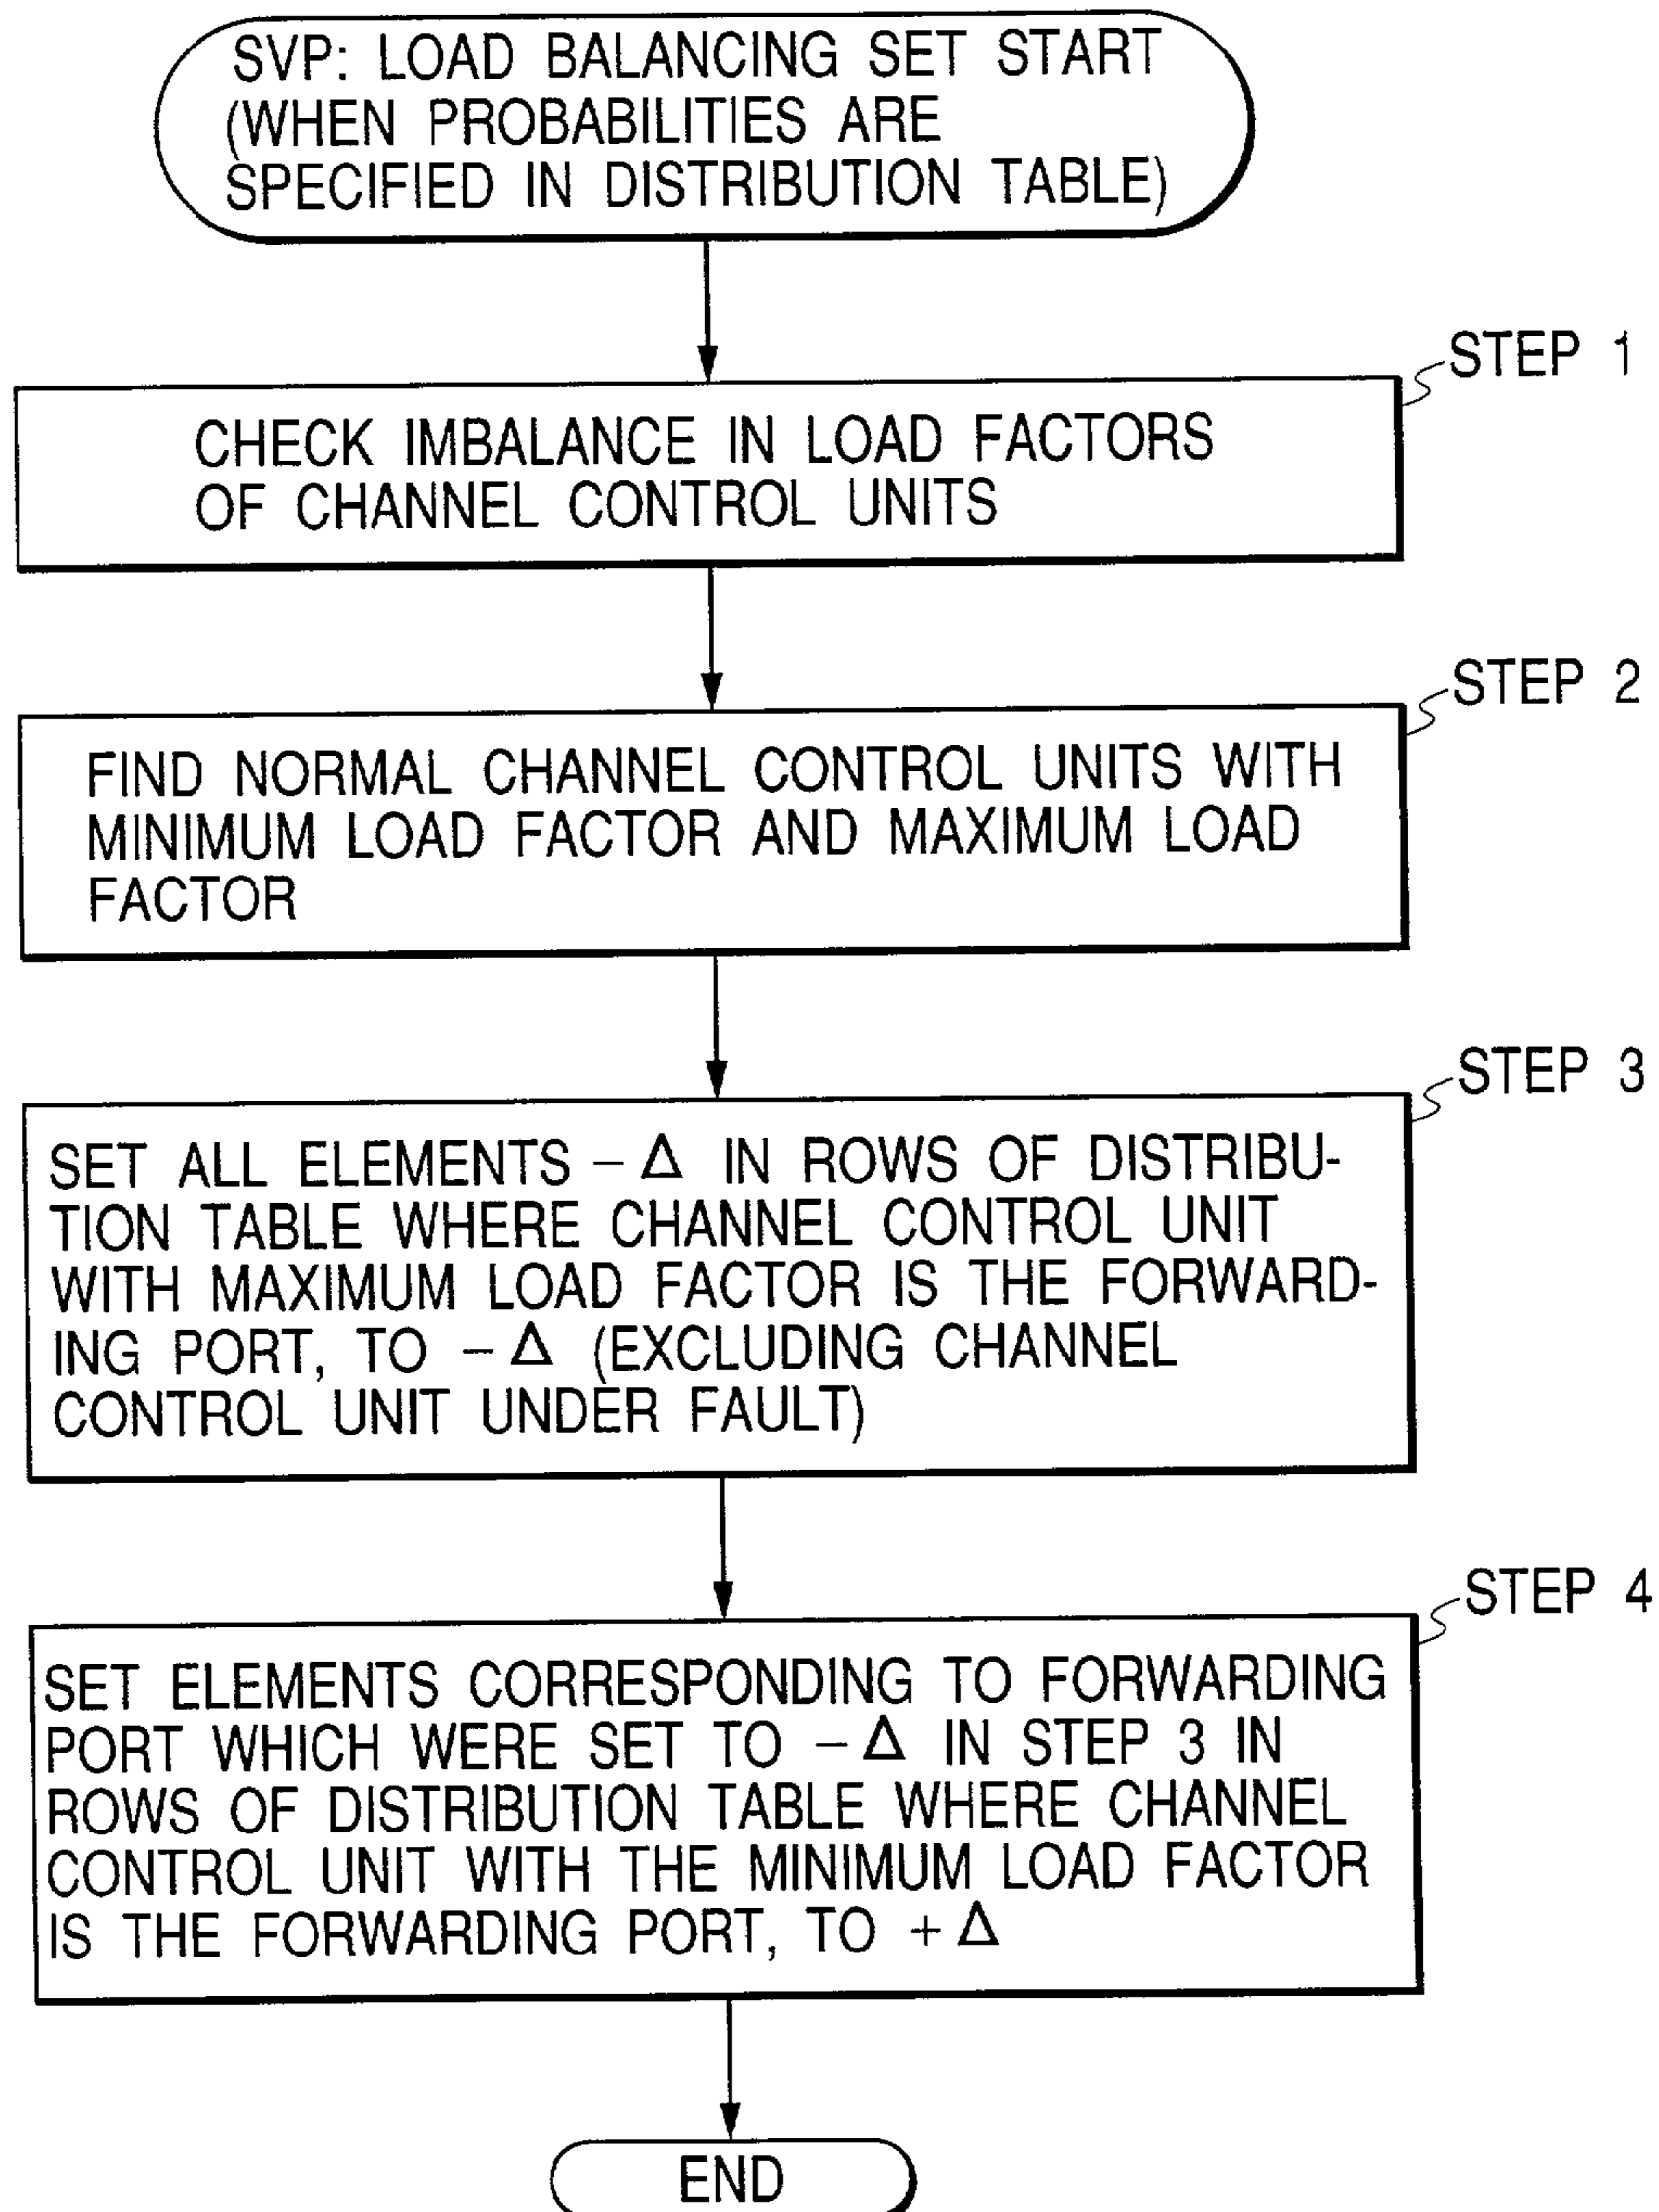 SVP: LOAD BALANCING SET START
(WHEN PROBABILITIES ARE
SPECIFIED IN DISTRIBUTION TABLE)
STEP 1
CHECK IMBALANCE IN LOAD FACTORS
OF CHANNEL CONTROL UNITS
STEP 2
FIND NORMAL CHANNEL CONTROL UNITS WITH
MINIMUM LOAD FACTOR AND MAXIMUM LOAD
FACTOR
STEP 3
SET ALL ELEMENTS −Δ IN ROWS OF DISTRIBU-
TION TABLE WHERE CHANNEL CONTROL UNIT
WITH MAXIMUM LOAD FACTOR IS THE FORWARD-
ING PORT, TO −Δ (EXCLUDING CHANNEL
CONTROL UNIT UNDER FAULT)
STEP 4
SET ELEMENTS CORRESPONDING TO FORWARDING
PORT WHICH WERE SET TO −Δ IN STEP 3 IN
ROWS OF DISTRIBUTION TABLE WHERE CHANNEL
CONTROL UNIT WITH THE MINIMUM LOAD FACTOR
IS THE FORWARDING PORT, TO +Δ
END